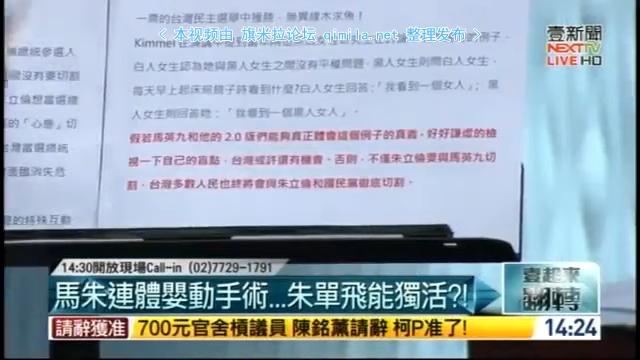 一票的台灣民主選舉中獲勝，無異緣木求魚！
< 本视频由 旗米拉论坛 qimila.net 整理发布 >
壹新聞
NEXTTV
LIVE HD
白人女生認為她與黑人女生之間沒有平權問題，黑人女生則問白人女生，
每天早上起床照鏡子時看到什麼?白人女生回答:「我看到一個女人」；黑
人女生則回答她：「我看到一個黑人女人」。
假若馬英九和他的 2.0 版們能夠真正體會這個例子的真義，好好謙虛的檢
視一下自己的盲點，台灣或許還有機會。否則，不僅朱立倫要與馬英九切
割，台灣多數人民也終將會與朱立倫和國民黨徹底切割。
14:30開放現場Call-in (02)7729-1791
馬朱連體嬰動手術...朱單飛能獨活?!
壹起來
翻轉
請辭獲准
700元官舍槓議員 陳銘薰請辭 柯P准了!
14:24